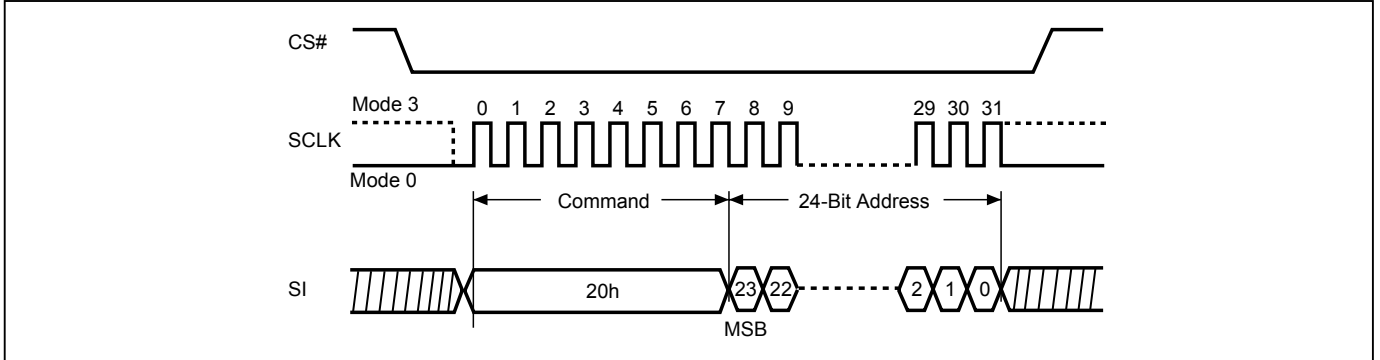 CS#
Mode 3
0 1 2 3 4 5 6 7 8 9 29 30 31
SCLK
Mode 0
Command 24-Bit Address
SI 20h 23 22 2 1 0
MSB